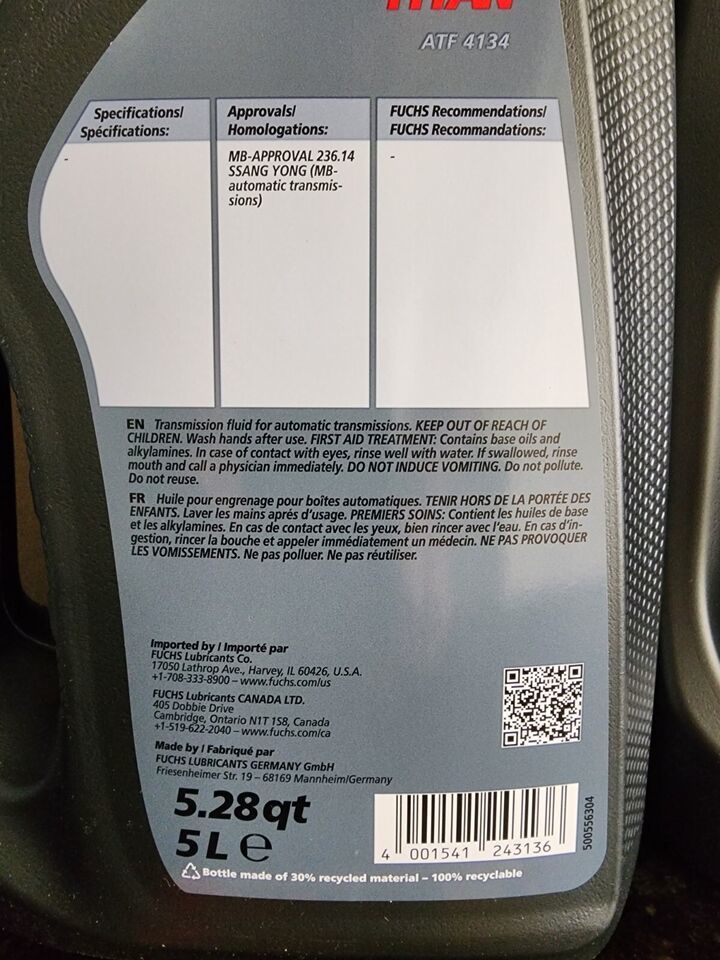 TITAN
ATF 4134
Specifications/
Spécifications:
-
Approvals/
Homologations:
MB-APPROVAL 236.14
SSANG YONG (MB-
automatic transmis-
sions)
FUCHS Recommendations/
FUCHS Recommandations:
-
EN Transmission fluid for automatic transmissions. KEEP OUT OF REACH OF
CHILDREN. Wash hands after use. FIRST AID TREATMENT: Contains base oils and
alkylamines. In case of contact with eyes, rinse well with water. If swallowed, rinse
mouth and call a physician immediately. DO NOT INDUCE VOMITING. Do not pollute.
Do not reuse.
FR Huile pour engrenage pour boîtes automatiques. TENIR HORS DE LA PORTÉE DES
ENFANTS. Laver les mains aprés d'usage. PREMIERS SOINS: Contient les huiles de base
et les alkylamines. En cas de contact avec les yeux, bien rincer avec l'eau. En cas d'in-
gestion, rincer la bouche et appeler immédiatement un médecin. NE PAS PROVOQUER
LES VOMISSEMENTS. Ne pas polluer. Ne pas réutiliser.
Imported by / Importé par
FUCHS Lubricants Co.
17050 Lathrop Ave., Harvey, IL 60426, U.S.A.
+1-708-333-8900 – www.fuchs.com/us
FUCHS Lubricants CANADA LTD.
405 Dobbie Drive
Cambridge, Ontario N1T 1S8, Canada
+1-519-622-2040 – www.fuchs.com/ca
Made by / Fabriqué par
FUCHS LUBRICANTS GERMANY GmbH
Friesenheimer Str. 19 – 68169 Mannheim/Germany
5.28qt
5L e
4 001541 243136
500556304
Bottle made of 30% recycled material – 100% recyclable